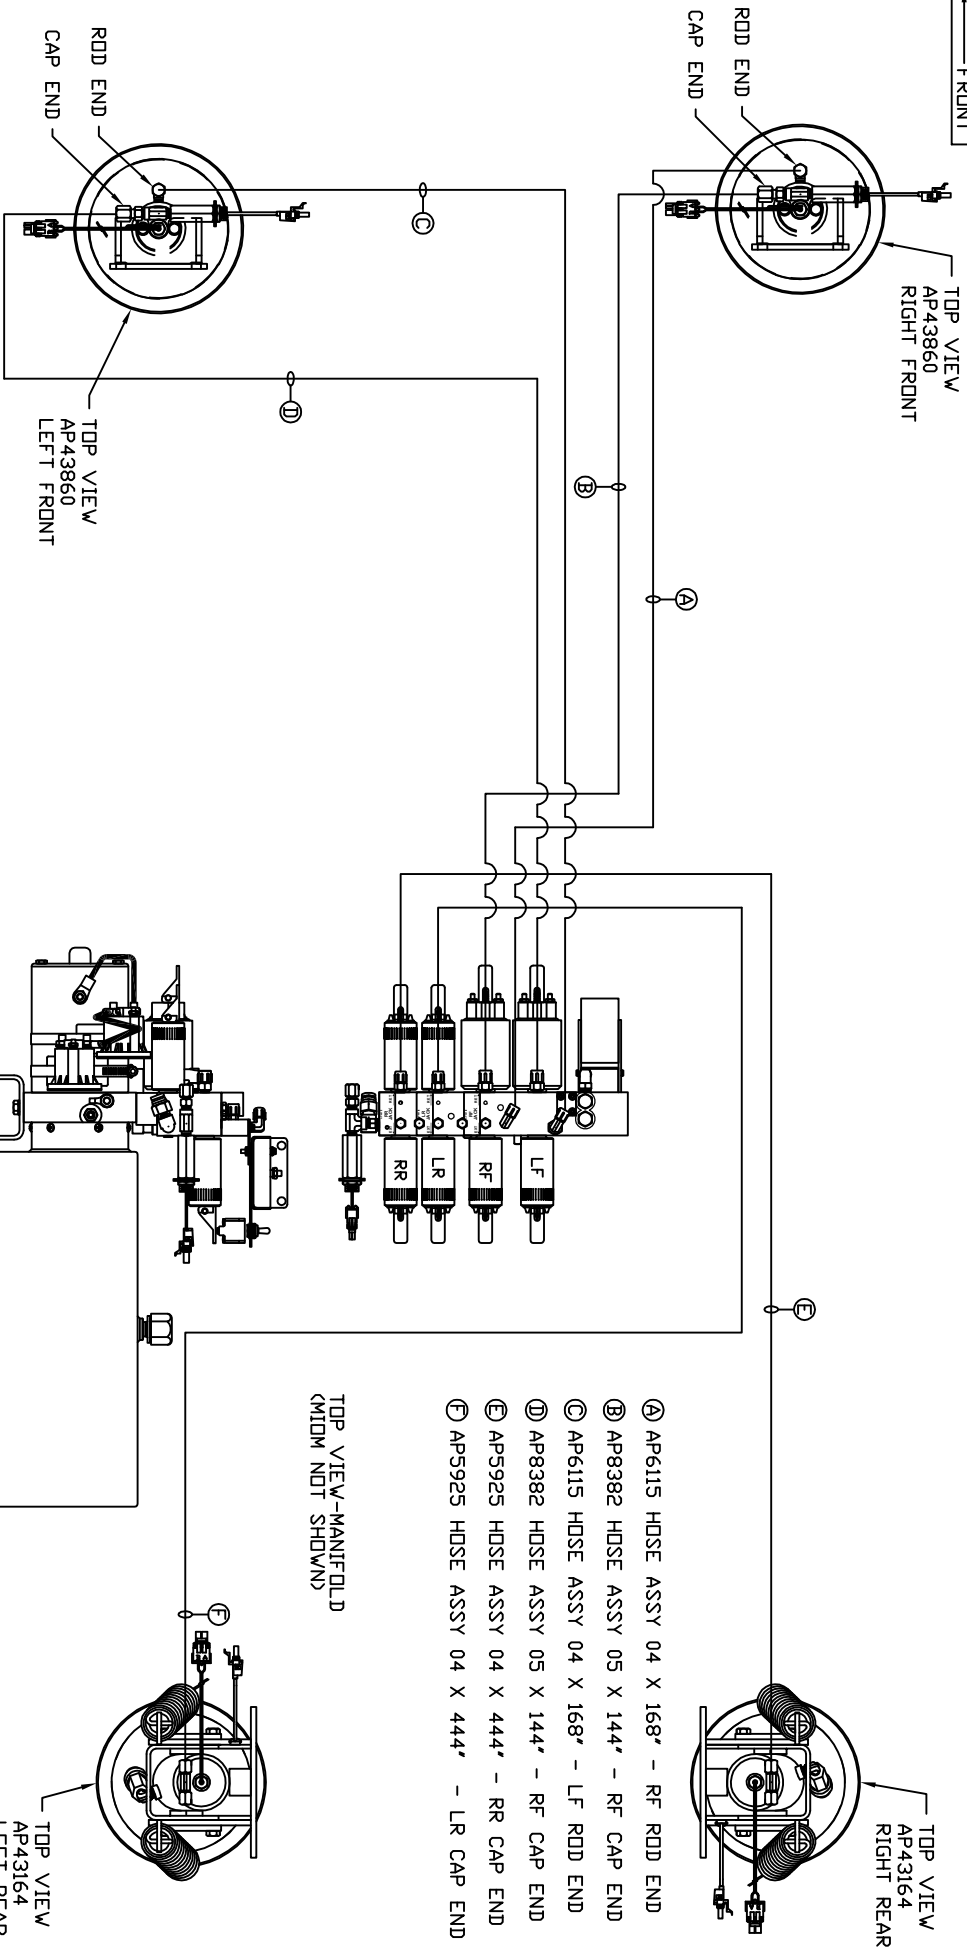 FRONT
ROD END
CAP END
TOP VIEW
AP43860
RIGHT FRONT
ROD END
CAP END
TOP VIEW
AP43860
LEFT FRONT
A
B
C
D
E
F
LF
RF
LR
RR
TOP VIEW-MANIFOLD
(MIOM NOT SHOWN)
A AP6115 HOSE ASSY 04 X 168" - RF ROD END
B AP8382 HOSE ASSY 05 X 144" - RF CAP END
C AP6115 HOSE ASSY 04 X 168" - LF ROD END
D AP8382 HOSE ASSY 05 X 144" - RF CAP END
E AP5925 HOSE ASSY 04 X 444" - RR CAP END
F AP5925 HOSE ASSY 04 X 444" - LR CAP END
TOP VIEW
AP43164
RIGHT REAR
TOP VIEW
AP43164
LEFT REAR